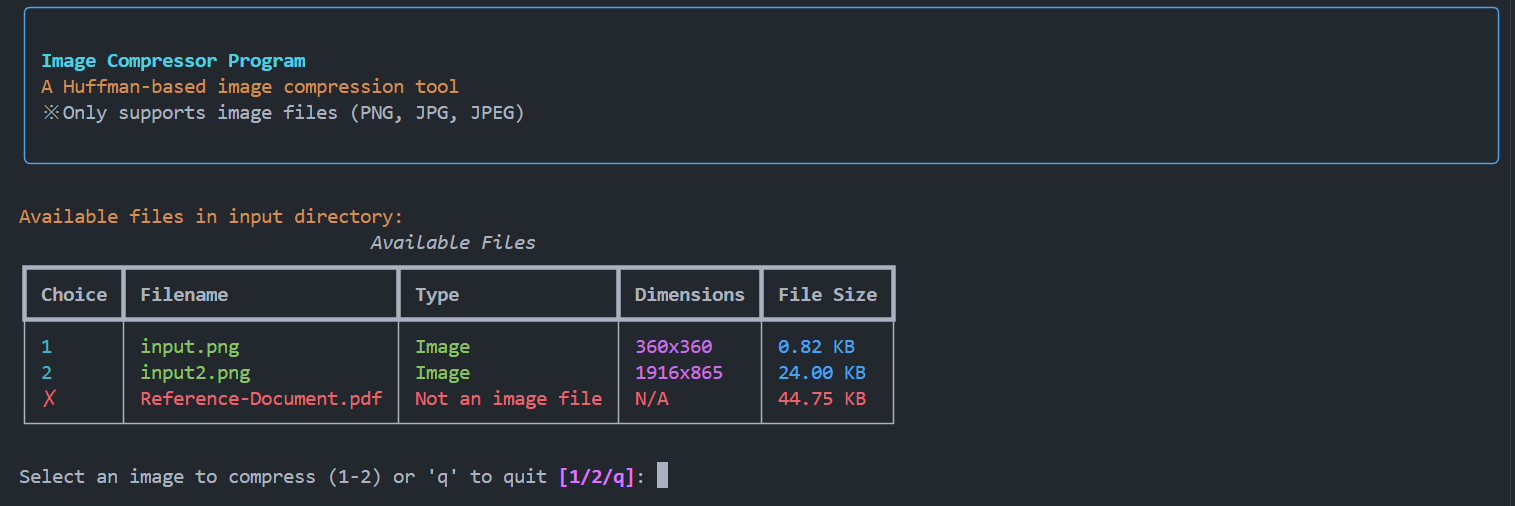 Image Compressor Program
A Huffman-based image compression tool
※Only supports image files (PNG, JPG, JPEG)
Available files in input directory:
Available Files
Choice Filename Type Dimensions File Size
1 input.png Image 360x360 0.82 KB
2 input2.png Image 1916x865 24.00 KB
✗ Reference-Document.pdf Not an image file N/A 44.75 KB
Select an image to compress (1-2) or 'q' to quit [1/2/q]: